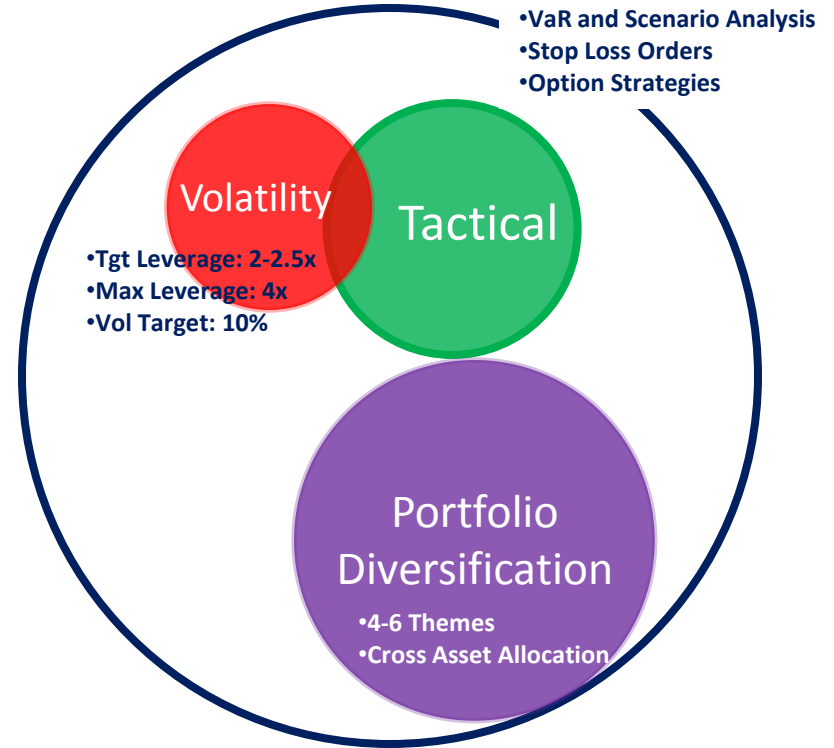 •VaR and Scenario Analysis
•Stop Loss Orders
•Option Strategies
Volatility
Tactical
•Tgt Leverage: 2-2.5x
•Max Leverage: 4x
•Vol Target: 10%
Portfolio
Diversification
•4-6 Themes
•Cross Asset Allocation